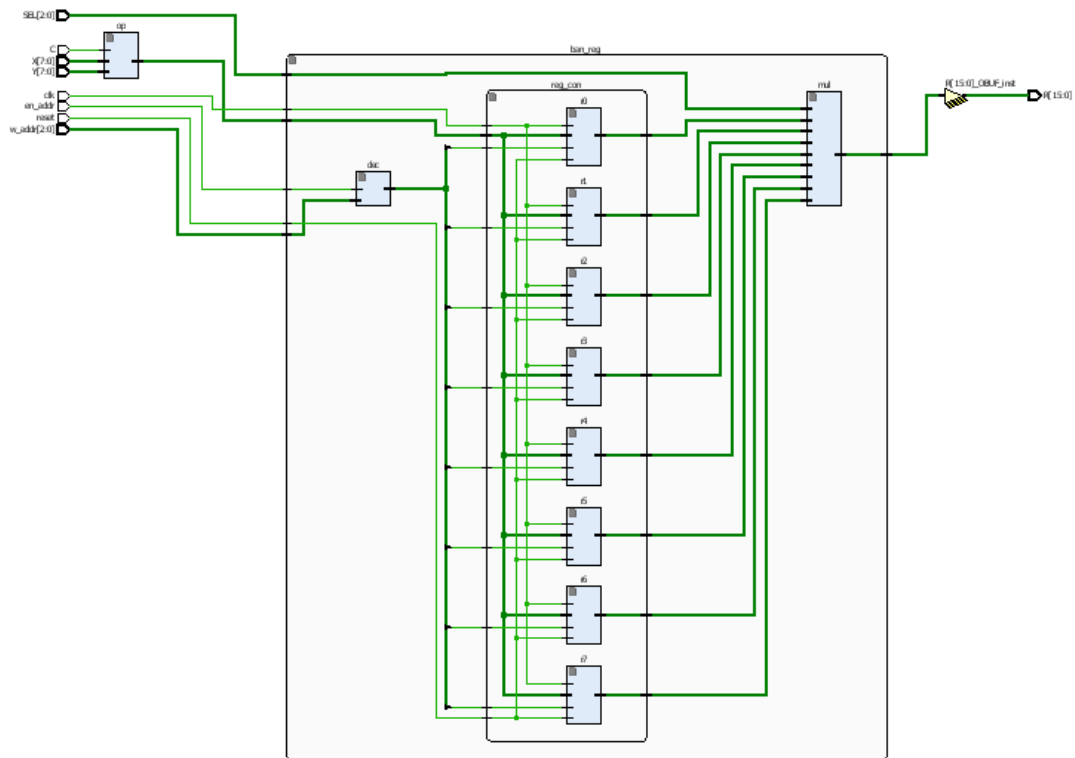 SEL[2:0]
op
C
X[7:0]
Y[7:0]
ban_reg
mul
R[15:0]_OBUF_inst
R[15:0]
clk
en_addr
reset
w_addr[2:0]
reg_con
r0
dec
r1
r2
r3
r4
r5
r6
r7